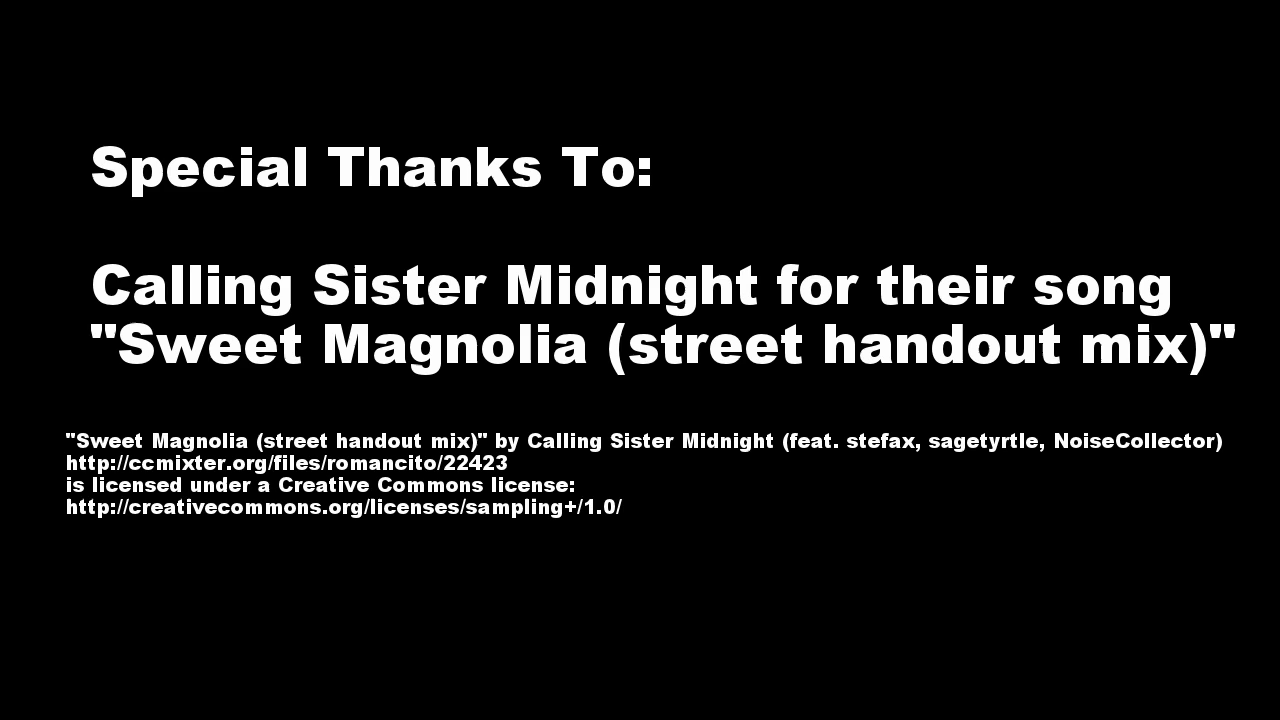 Special Thanks To:
Calling Sister Midnight for their song
"Sweet Magnolia (street handout mix)"
"Sweet Magnolia (street handout mix)" by Calling Sister Midnight (feat. stefax, sagetyrtle, NoiseCollector)
http://ccmixter.org/files/romancito/22423
is licensed under a Creative Commons license:
http://creativecommons.org/licenses/sampling+/1.0/